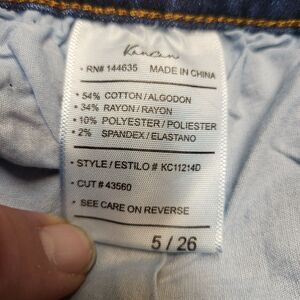 Kancan
• RN# 144635 MADE IN CHINA
• 54% COTTON / ALGODON
• 34% RAYON / RAYON
• 10% POLYESTER / POLIESTER
• 2% SPANDEX / ELASTANO
• STYLE / ESTILO # KC11214D
• CUT # 43560
• SEE CARE ON REVERSE
5 / 26